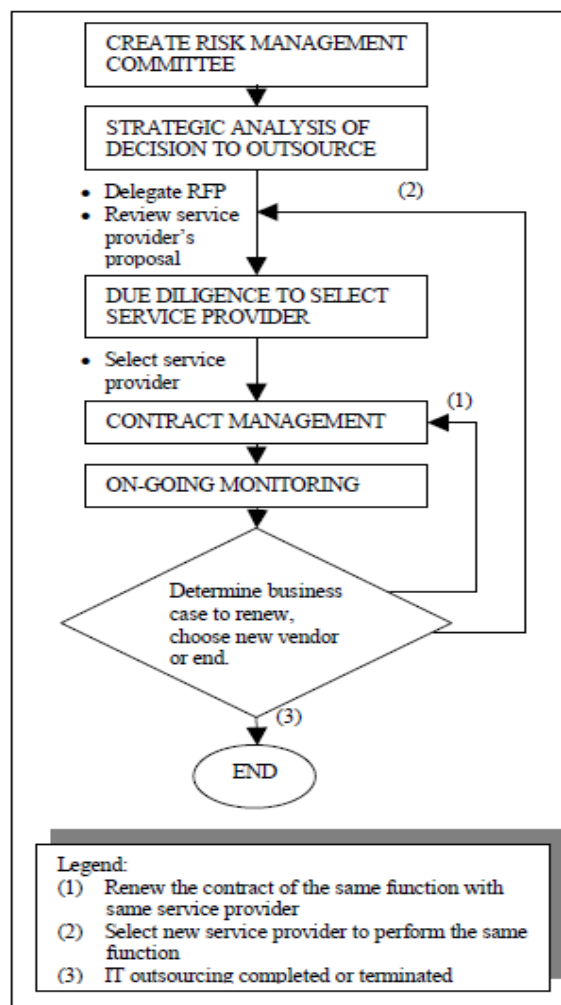 CREATE RISK MANAGEMENT
COMMITTEE
STRATEGIC ANALYSIS OF
DECISION TO OUTSOURCE
• Delegate RFP
• Review service
provider's
proposal
(2)
DUE DILIGENCE TO SELECT
SERVICE PROVIDER
• Select service
provider
(1)
CONTRACT MANAGEMENT
ON-GOING MONITORING
Determine business
case to renew,
choose new vendor
or end.
(3)
END
Legend:
(1) Renew the contract of the same function with
same service provider
(2) Select new service provider to perform the same
function
(3) IT outsourcing completed or terminated